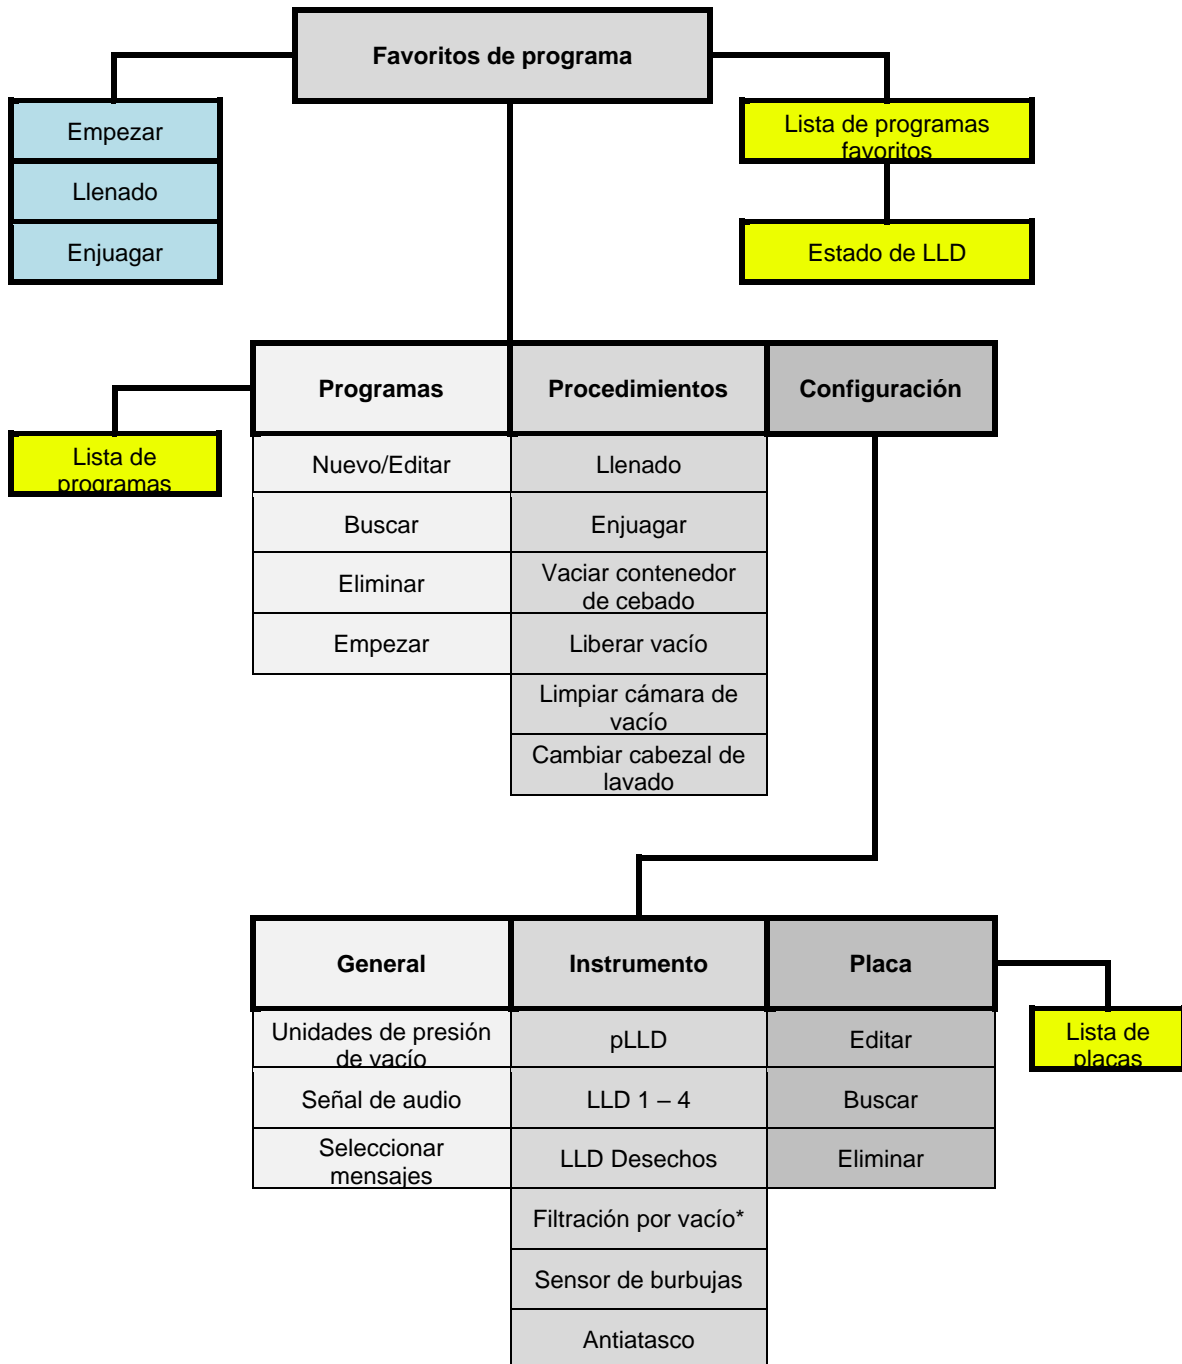 Favoritos de programa
Empezar
Llenado
Enjuagar
Lista de programas
favoritos
Estado de LLD
Programas
Procedimientos
Configuración
Lista de
programas
Nuevo/Editar
Llenado
Buscar
Enjuagar
Eliminar
Vaciar contenedor
de cebado
Empezar
Liberar vacío
Limpiar cámara de
vacío
Cambiar cabezal de
lavado
General
Instrumento
Placa
Unidades de presión
de vacío
pLLD
Editar
Lista de
placas
Señal de audio
LLD 1 – 4
Buscar
Seleccionar
mensajes
LLD Desechos
Eliminar
Filtración por vacío*
Sensor de burbujas
Antiatasco